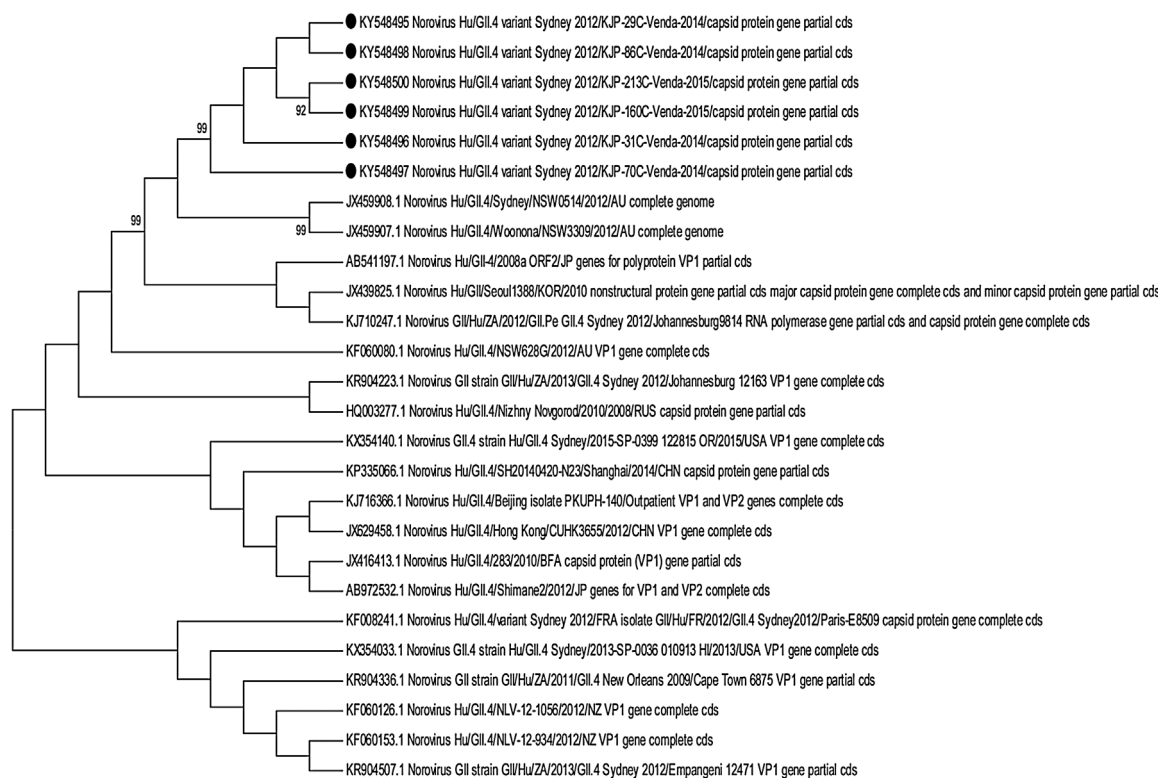 KY548495 Norovirus Hu/GII.4 variant Sydney 2012/KJP-29C-Venda-2014/capsid protein gene partial cds
KY548498 Norovirus Hu/GII.4 variant Sydney 2012/KJP-86C-Venda-2014/capsid protein gene partial cds
KY548500 Norovirus Hu/GII.4 variant Sydney 2012/KJP-213C-Venda-2015/capsid protein gene partial cds
92
KY548499 Norovirus Hu/GII.4 variant Sydney 2012/KJP-160C-Venda-2015/capsid protein gene partial cds
99
KY548496 Norovirus Hu/GII.4 variant Sydney 2012/KJP-31C-Venda-2014/capsid protein gene partial cds
KY548497 Norovirus Hu/GII.4 variant Sydney 2012/KJP-70C-Venda-2014/capsid protein gene partial cds
JX459908.1 Norovirus Hu/GII.4/Sydney/NSW0514/2012/AU complete genome
99
99
JX459907.1 Norovirus Hu/GII.4/Woonona/NSW3309/2012/AU complete genome
AB541197.1 Norovirus Hu/GII-4/2008a ORF2/JP genes for polyprotein VP1 partial cds
JX439825.1 Norovirus Hu/GII/Seoul1388/KOR/2010 nonstructural protein gene partial cds major capsid protein gene complete cds and minor capsid protein gene partial cds
KJ710247.1 Norovirus GII/Hu/ZA/2012/GII.Pe GII.4 Sydney 2012/Johannesburg9814 RNA polymerase gene partial cds and capsid protein gene complete cds
KF060080.1 Norovirus Hu/GII.4/NSW628G/2012/AU VP1 gene complete cds
KR904223.1 Norovirus GII strain GII/Hu/ZA/2013/GII.4 Sydney 2012/Johannesburg 12163 VP1 gene complete cds
HQ003277.1 Norovirus Hu/GII.4/Nizhny Novgorod/2010/2008/RUS capsid protein gene partial cds
KX354140.1 Norovirus GII.4 strain Hu/GII.4 Sydney/2015-SP-0399 122815 OR/2015/USA VP1 gene complete cds
KP335066.1 Norovirus Hu/GII.4/SH20140420-N23/Shanghai/2014/CHN capsid protein gene partial cds
KJ716366.1 Norovirus Hu/GII.4/Beijing isolate PKUPH-140/Outpatient VP1 and VP2 genes complete cds
JX629458.1 Norovirus Hu/GII.4/Hong Kong/CUHK3655/2012/CHN VP1 gene complete cds
JX416413.1 Norovirus Hu/GII.4/283/2010/BFA capsid protein (VP1) gene partial cds
AB972532.1 Norovirus Hu/GII.4/Shimane2/2012/JP genes for VP1 and VP2 complete cds
KF008241.1 Norovirus Hu/GII.4/variant Sydney 2012/FRA isolate GII/Hu/FR/2012/GII.4 Sydney2012/Paris-E8509 capsid protein gene complete cds
KX354033.1 Norovirus GII.4 strain Hu/GII.4 Sydney/2013-SP-0036 010913 HI/2013/USA VP1 gene complete cds
KR904336.1 Norovirus GII strain GII/Hu/ZA/2011/GII.4 New Orleans 2009/Cape Town 6875 VP1 gene partial cds
KF060126.1 Norovirus Hu/GII.4/NLV-12-1056/2012/NZ VP1 gene complete cds
KF060153.1 Norovirus Hu/GII.4/NLV-12-934/2012/NZ VP1 gene complete cds
KR904507.1 Norovirus GII strain GII/Hu/ZA/2013/GII.4 Sydney 2012/Empangeni 12471 VP1 gene partial cds